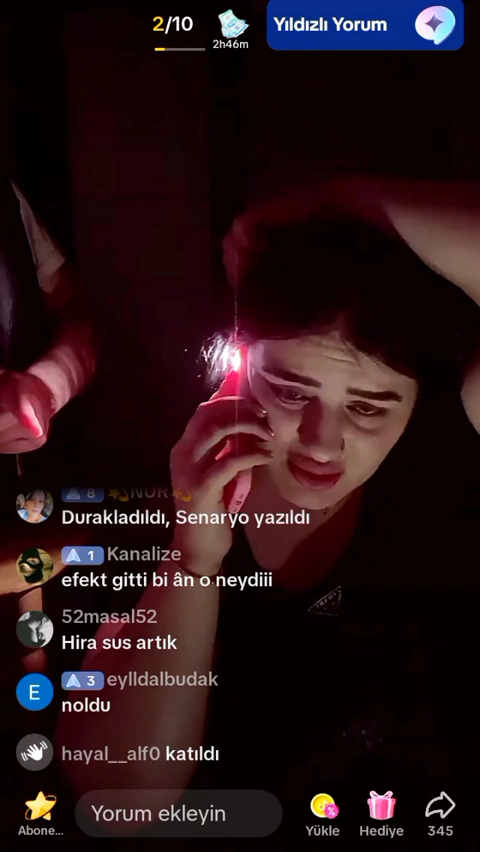 2/10
2h46m
Yıldızlı Yorum
8 💫NUR💫
Durakladıldı, Senaryo yazıldı
1 Kanalize
efekt gitti bi ân o neydiii
52masal52
Hira sus artık
E
3 eylldalbudak
noldu
hayal__alf0 katıldı
Abone...
Yorum ekleyin
Yükle
Hediye
345